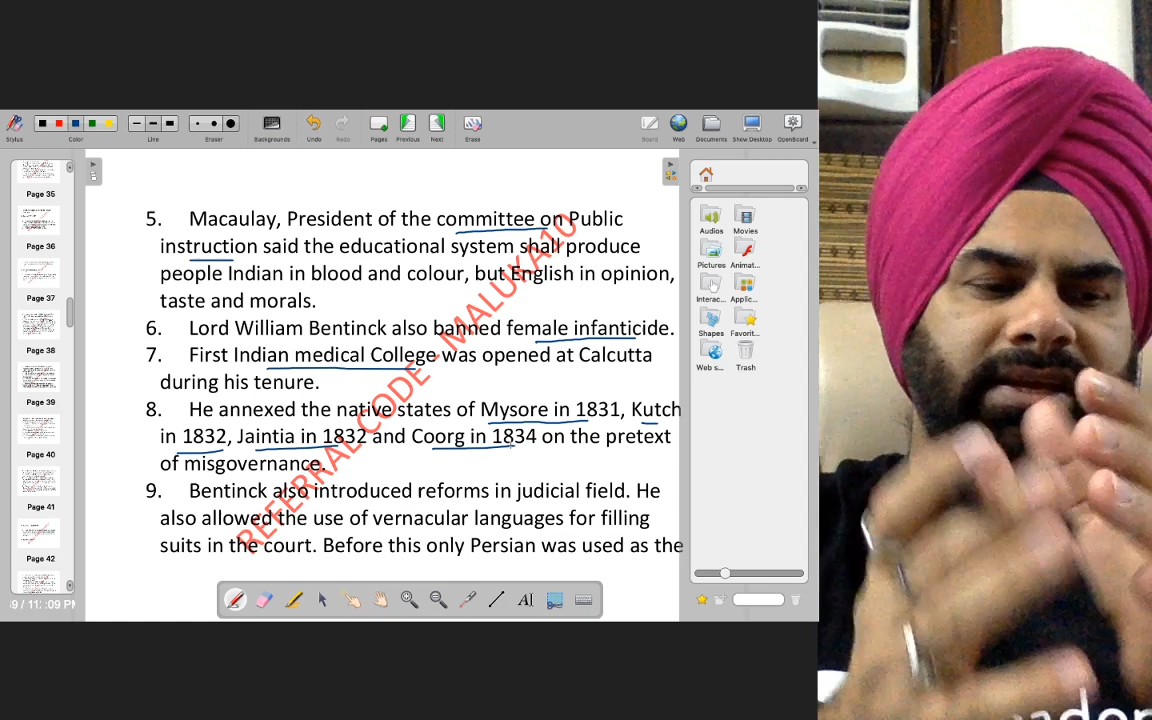 Stylus
Color
Line
Eraser
Backgrounds
Undo
Redo
Pages
Previous
Next
Erase
Board
Web
Documents
Show Desktop
OpenBoard
Page 35
Page 36
Page 37
Page 38
Page 39
Page 40
Page 41
Page 42
5. Macaulay, President of the committee on Public
instruction said the educational system shall produce
people Indian in blood and colour, but English in opinion,
taste and morals.
6. Lord William Bentinck also banned female infanticide.
7. First Indian medical College was opened at Calcutta
during his tenure.
8. He annexed the native states of Mysore in 1831, Kutch
in 1832, Jaintia in 1832 and Coorg in 1834 on the pretext
of misgovernance.
9. Bentinck also introduced reforms in judicial field. He
also allowed the use of vernacular languages for filling
suits in the court. Before this only Persian was used as the
REFERRAL CODE - MALUKA10
Audios
Movies
Pictures
Animat...
Interac...
Applic...
Shapes
Favorit...
Web s...
Trash